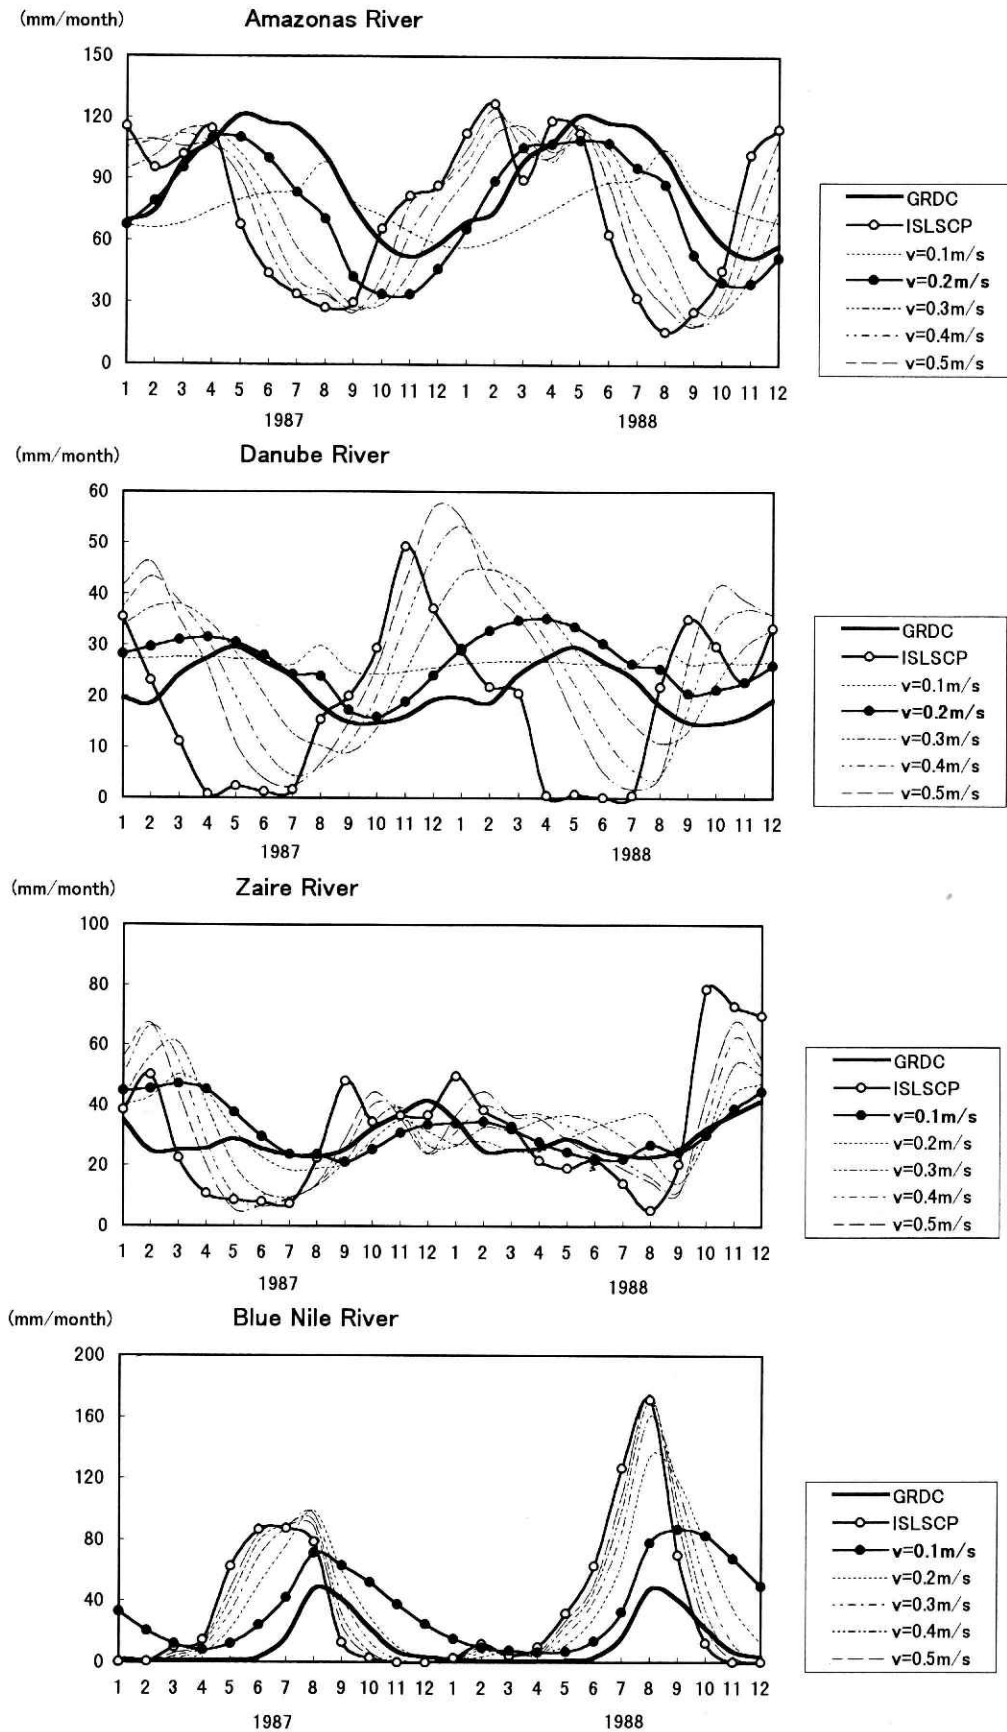 (mm/month)
Amazonas River
150
120
90
60
30
0
1 2 3 4 5 6 7 8 9 10 11 12 1 2 3 4 5 6 7 8 9 10 11 12
1987 1988
GRDC
ISLSCP
v=0.1m/s
v=0.2m/s
v=0.3m/s
v=0.4m/s
v=0.5m/s
(mm/month)
Danube River
60
50
40
30
20
10
0
1 2 3 4 5 6 7 8 9 10 11 12 1 2 3 4 5 6 7 8 9 10 11 12
1987 1988
GRDC
ISLSCP
v=0.1m/s
v=0.2m/s
v=0.3m/s
v=0.4m/s
v=0.5m/s
(mm/month)
Zaire River
100
80
60
40
20
0
1 2 3 4 5 6 7 8 9 10 11 12 1 2 3 4 5 6 7 8 9 10 11 12
1987 1988
GRDC
ISLSCP
v=0.1m/s
v=0.2m/s
v=0.3m/s
v=0.4m/s
v=0.5m/s
(mm/month)
Blue Nile River
200
160
120
80
40
0
1 2 3 4 5 6 7 8 9 10 11 12 1 2 3 4 5 6 7 8 9 10 11 12
1987 1988
GRDC
ISLSCP
v=0.1m/s
v=0.2m/s
v=0.3m/s
v=0.4m/s
v=0.5m/s